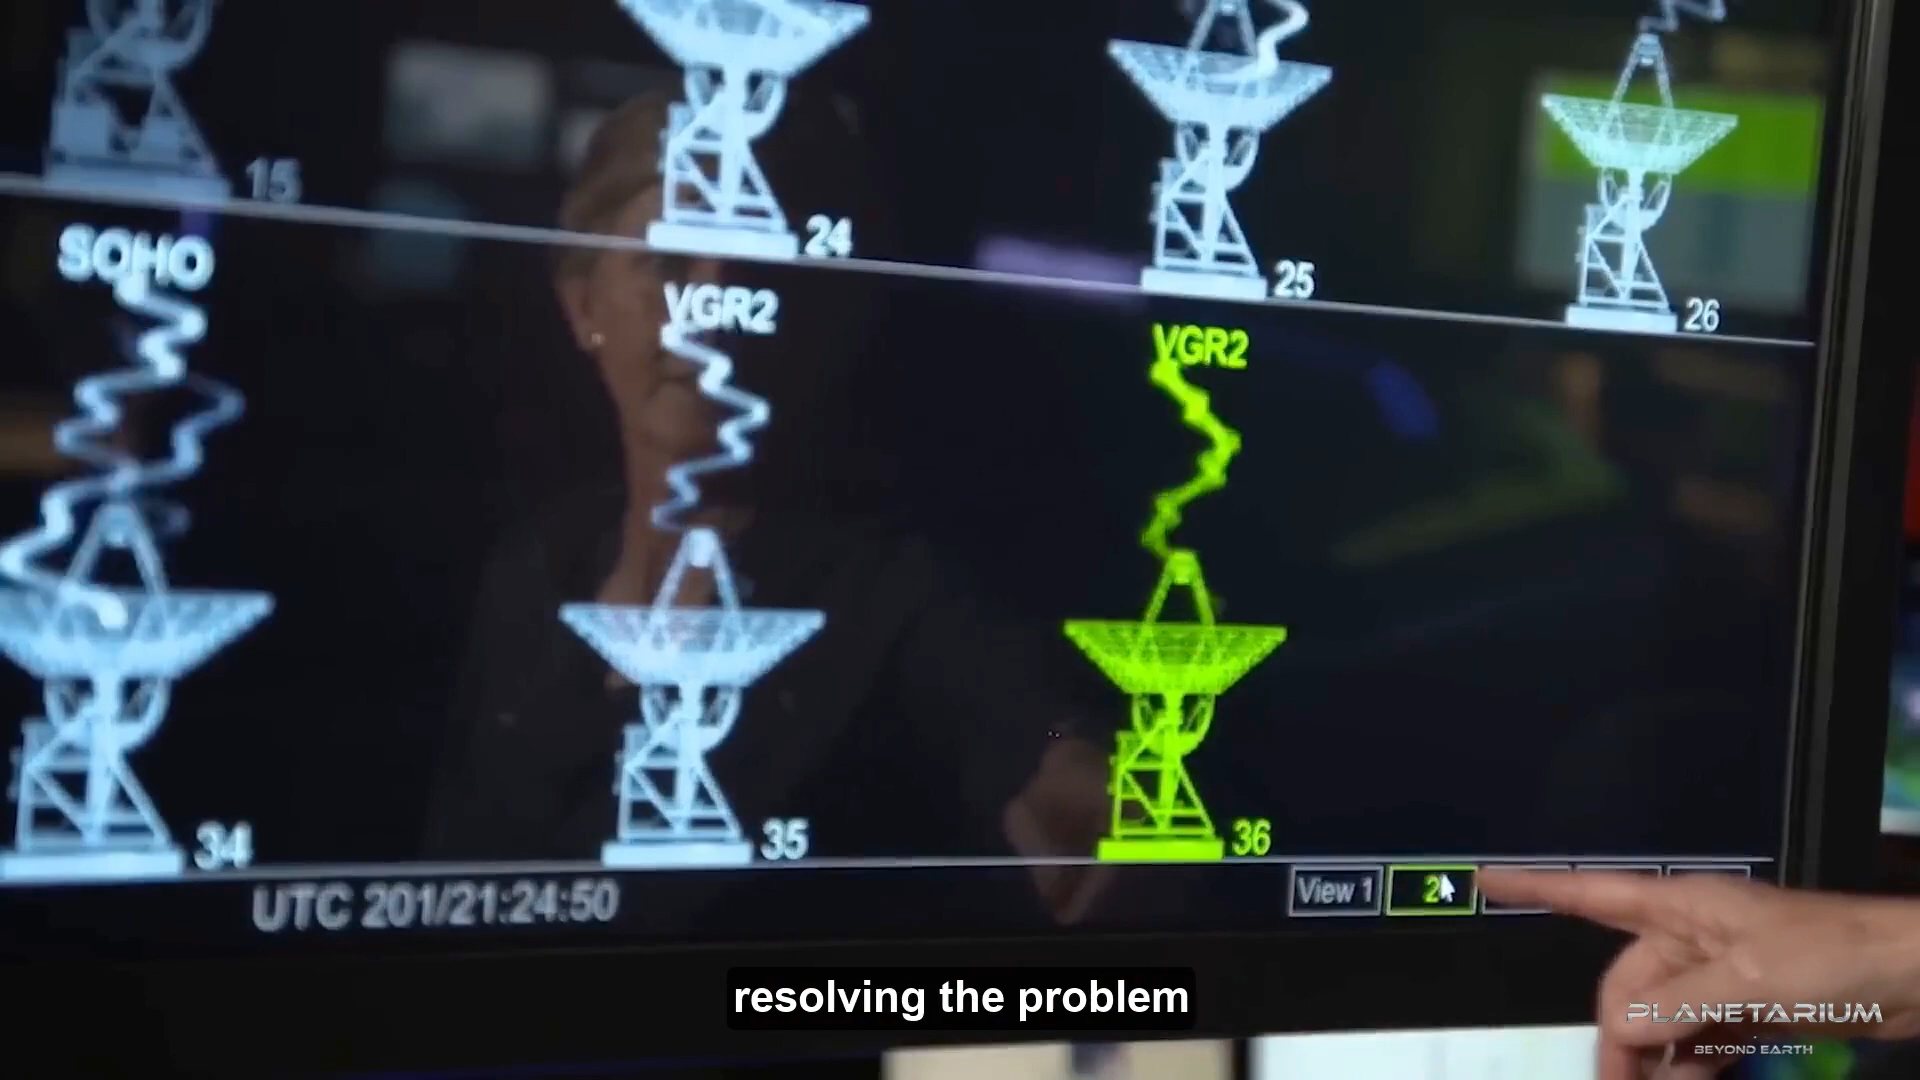 15
24
25
26
SOHO
VGR2
VGR2
34
35
36
UTC 201/21:24:50
View 1
2
resolving the problem
PLANETARIUM
BEYOND EARTH